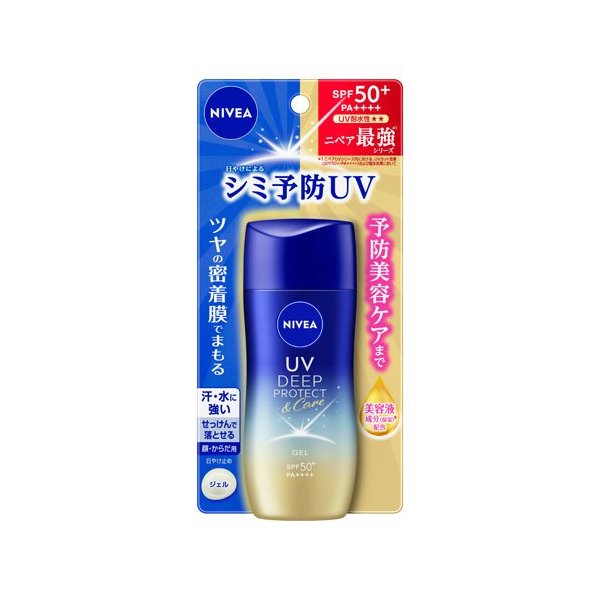 NIVEA
SPF50+
PA++++
UV耐水性★★
ニベア最強*1
シリーズ
日やけによる
シミ予防UV
ツヤの密着膜でまもる
予防美容ケアまで
NIVEA
UV
DEEP
PROTECT
& Care
GEL
SPF50+
PA++++
汗・水に
強い
せっけんで
落とせる
顔・からだ用
日やけ止め
ジェル
美容液
成分(保湿)*
配合